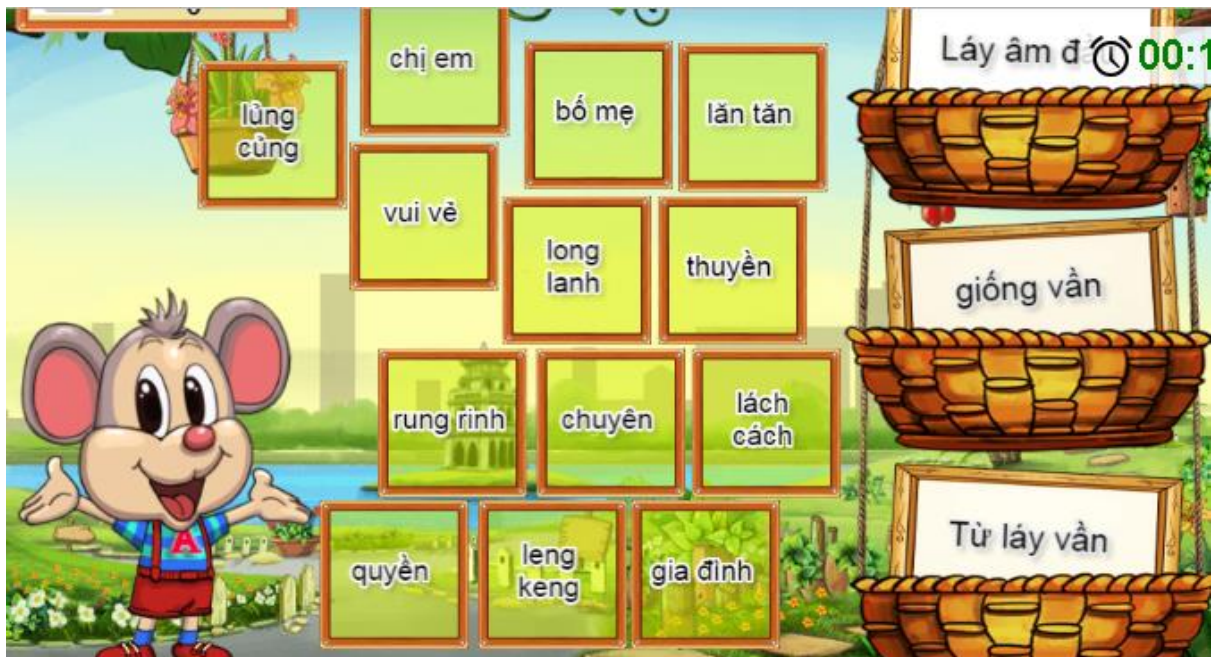 chị em
lủng
củng
bố mẹ
lăn tăn
vui vẻ
long
lanh
thuyền
rung rinh
chuyên
lách
cách
quyền
leng
keng
gia đình
Láy âm
00:1
giống vần
Từ láy vần
A